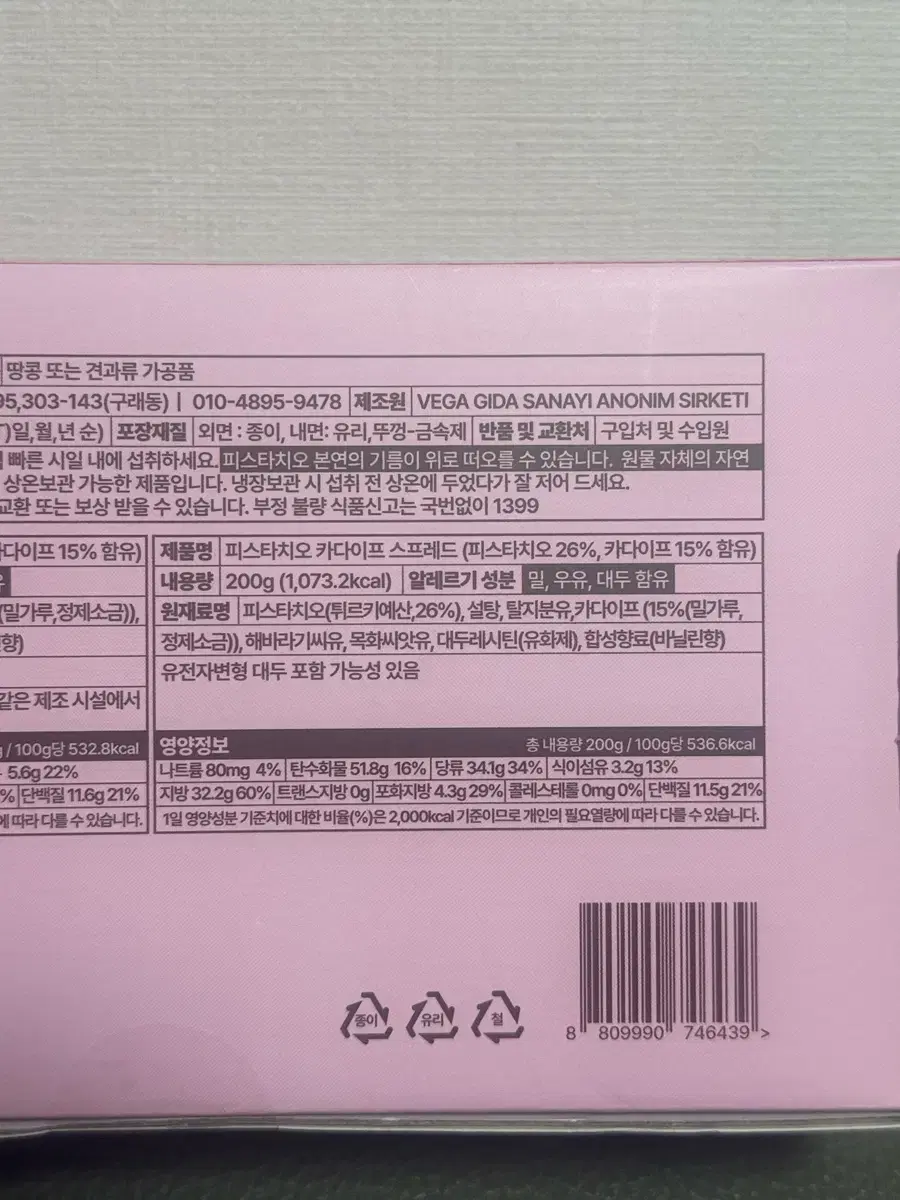 땅콩 또는 견과류 가공품
95,303-143(구래동) | 010-4895-9478 제조원 VEGA GIDA SANAYI ANONIM SIRKETI
)일,월,년 순) 포장재질 외면 : 종이, 내면: 유리,뚜껑-금속제 반품 및 교환처 구입처 및 수입원
빠른 시일 내에 섭취하세요. 피스타치오 본연의 기름이 위로 떠오를 수 있습니다. 원물 자체의 자연
상온보관 가능한 제품입니다. 냉장보관 시 섭취 전 상온에 두었다가 잘 저어 드세요.
교환 또는 보상 받을 수 있습니다. 부정 불량 식품신고는 국번없이 1399
다이프 15% 함유)
(밀가루,정제소금)),
향)
같은 제조 시설에서
/ 100g당 532.8kcal
5.6g 22%
% 단백질 11.6g 21%
에 따라 다를 수 있습니다.
제품명 피스타치오 카다이프 스프레드 (피스타치오 26%, 카다이프 15% 함유)
내용량 200g (1,073.2kcal) 알레르기 성분 밀, 우유, 대두 함유
원재료명 피스타치오(튀르키예산,26%), 설탕, 탈지분유,카다이프 (15%(밀가루,
정제소금)), 해바라기씨유, 목화씨앗유, 대두레시틴(유화제), 합성향료(바닐린향)
유전자변형 대두 포함 가능성 있음
영양정보 총 내용량 200g / 100g당 536.6kcal
나트륨 80mg 4% 탄수화물 51.8g 16% 당류 34.1g 34% 식이섬유 3.2g 13%
지방 32.2g 60% 트랜스지방 0g 포화지방 4.3g 29% 콜레스테롤 0mg 0% 단백질 11.5g 21%
1일 영양성분 기준치에 대한 비율(%)은 2,000kcal 기준이므로 개인의 필요열량에 따라 다를 수 있습니다.
종이 유리 철
8 809990 746439 >